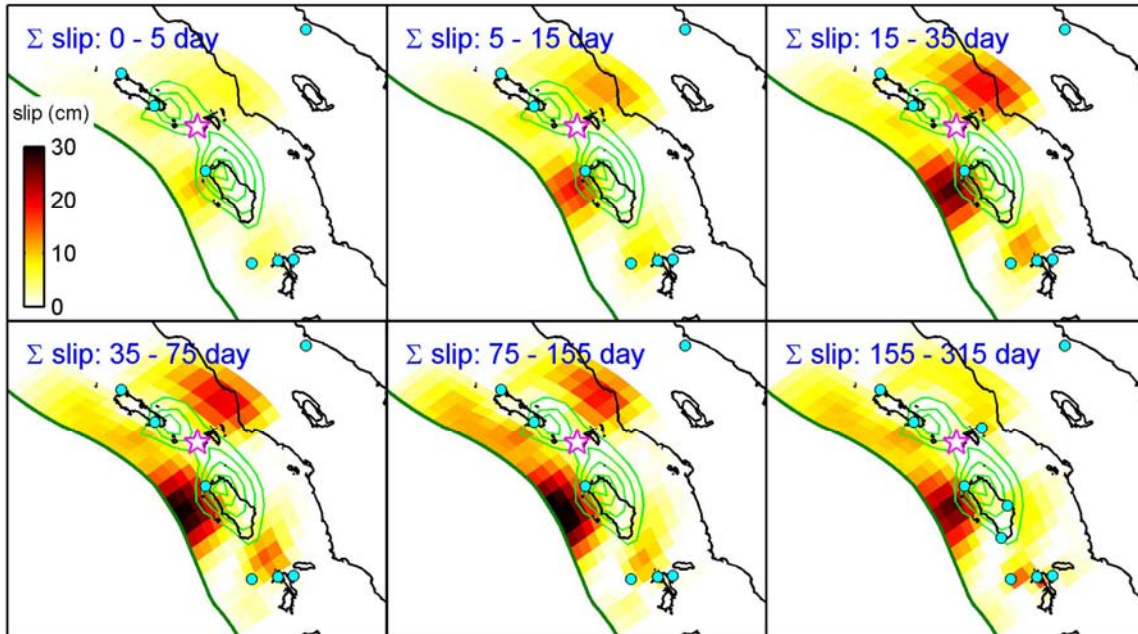 Σ slip: 0 - 5 day
Σ slip: 5 - 15 day
Σ slip: 15 - 35 day
slip (cm)
30
20
10
0
Σ slip: 35 - 75 day
Σ slip: 75 - 155 day
Σ slip: 155 - 315 day